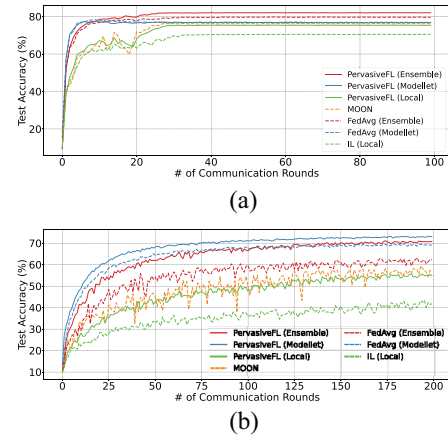 80
60
40
20
Test Accuracy (%)
PervasiveFL (Ensemble)
PervasiveFL (Modellet)
PervasiveFL (Local)
MOON
FedAvg (Ensemble)
FedAvg (Modellet)
IL (Local)
0 20 40 60 80 100
# of Communication Rounds
(a)
70
60
50
40
30
20
10
Test Accuracy (%)
PervasiveFL (Ensemble) FedAvg (Ensemble)
PervasiveFL (Modellet) FedAvg (Modellet)
PervasiveFL (Local) IL (Local)
MOON
0 25 50 75 100 125 150 175 200
# of Communication Rounds
(b)